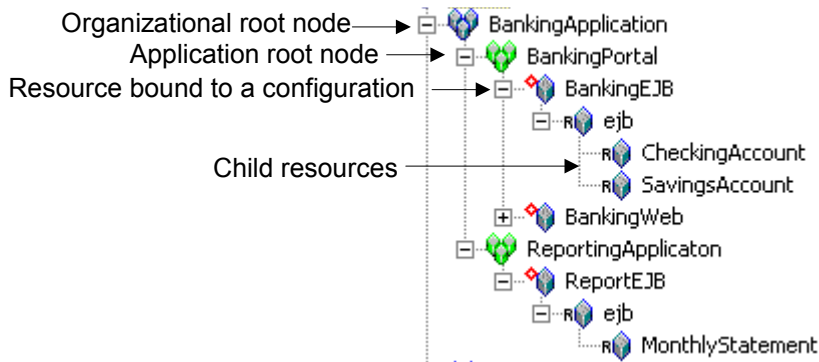 Organizational root node BankingApplication
Application root node BankingPortal
Resource bound to a configuration BankingEJB
R ejb
R CheckingAccount
Child resources
R SavingsAccount
BankingWeb
ReportingApplicaton
ReportEJB
R ejb
R MonthlyStatement